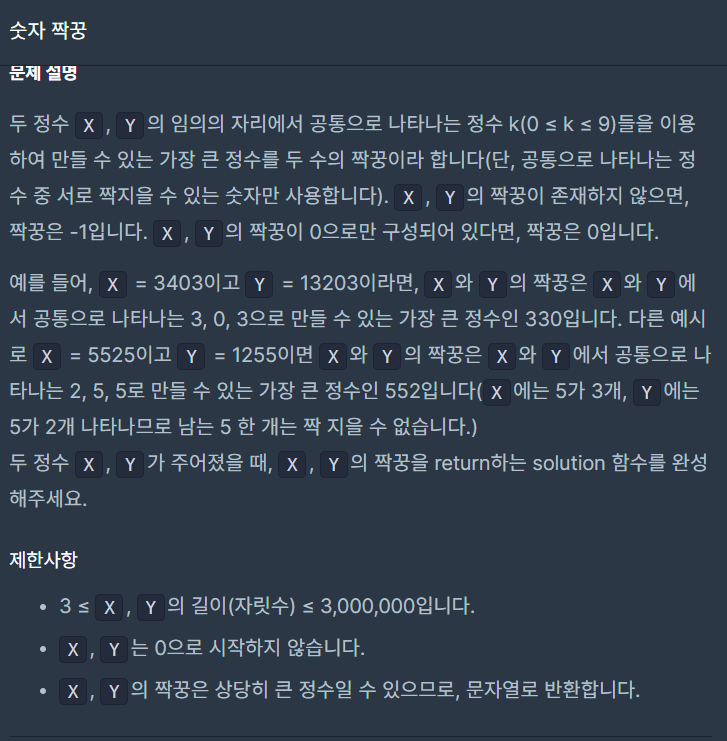 숫자 짝꿍
문제 설명
두 정수 X, Y의 임의의 자리에서 공통으로 나타나는 정수 k(0 ≤ k ≤ 9)들을 이용
하여 만들 수 있는 가장 큰 정수를 두 수의 짝꿍이라 합니다(단, 공통으로 나타나는 정
수 중 서로 짝지을 수 있는 숫자만 사용합니다). X, Y의 짝꿍이 존재하지 않으면,
짝꿍은 -1입니다. X, Y의 짝꿍이 0으로만 구성되어 있다면, 짝꿍은 0입니다.
예를 들어, X = 3403이고 Y = 13203이라면, X와 Y의 짝꿍은 X와 Y에
서 공통으로 나타나는 3, 0, 3으로 만들 수 있는 가장 큰 정수인 330입니다. 다른 예시
로 X = 5525이고 Y = 1255이면 X와 Y의 짝꿍은 X와 Y에서 공통으로 나
타나는 2, 5, 5로 만들 수 있는 가장 큰 정수인 552입니다(X에는 5가 3개, Y에는
5가 2개 나타나므로 남는 5 한 개는 짝 지을 수 없습니다.)
두 정수 X, Y가 주어졌을 때, X, Y의 짝꿍을 return하는 solution 함수를 완성
해주세요.
제한사항
• 3 ≤ X, Y의 길이(자릿수) ≤ 3,000,000입니다.
• X, Y는 0으로 시작하지 않습니다.
• X, Y의 짝꿍은 상당히 큰 정수일 수 있으므로, 문자열로 반환합니다.